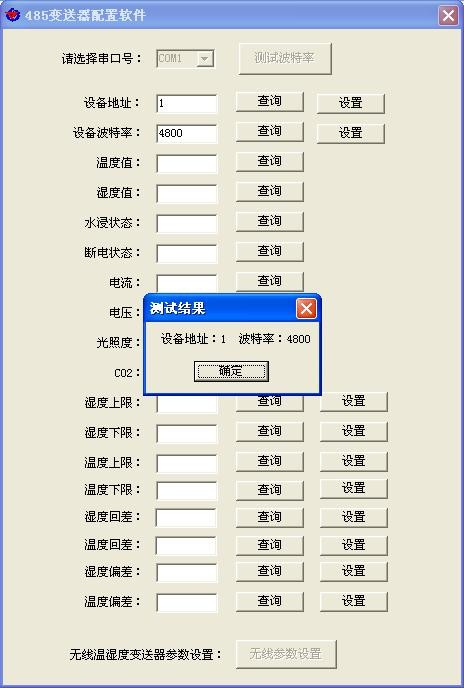 485变送器配置软件
请选择串口号： COM1 测试波特率
设备地址： 1 查询 设置
设备波特率： 4800 查询 设置
温度值： 查询
湿度值： 查询
水浸状态： 查询
断电状态： 查询
电流： 查询
电压：
光照度：
CO2：
测试结果
设备地址：1 波特率：4800
确定
湿度上限： 查询 设置
湿度下限： 查询 设置
温度上限： 查询 设置
温度下限： 查询 设置
湿度回差： 查询 设置
温度回差： 查询 设置
湿度偏差： 查询 设置
温度偏差： 查询 设置
无线温湿度变送器参数设置： 无线参数设置